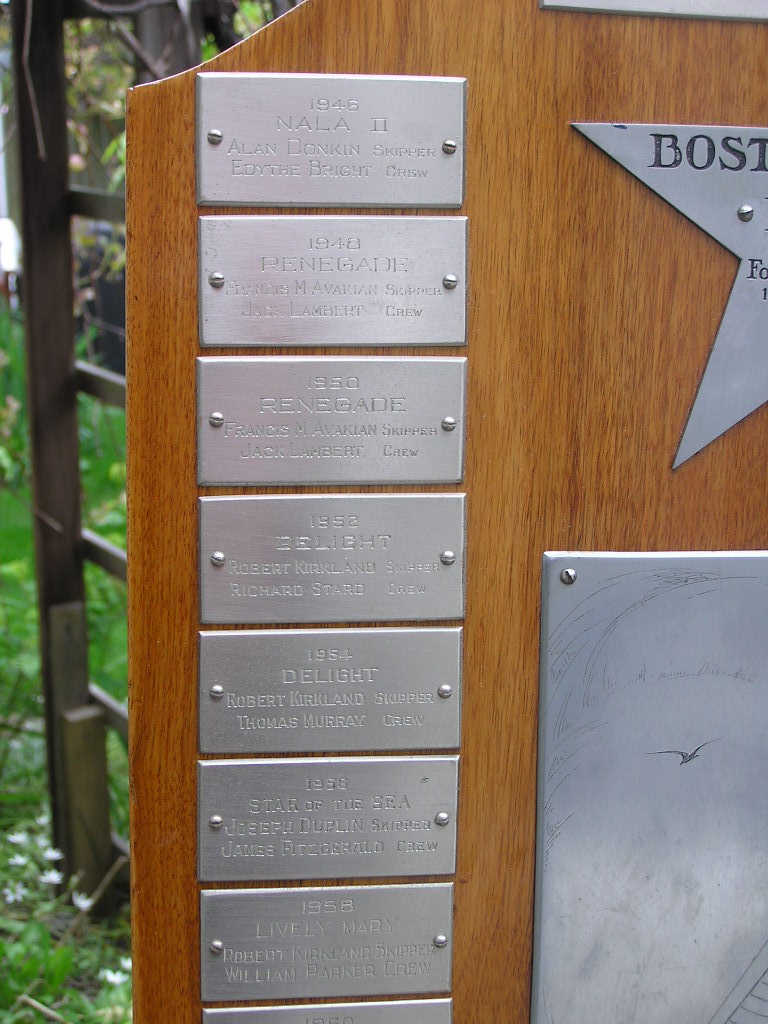 1946
NALA II
ALAN DONKIN SKIPPER
EDYTHE BRIGHT CREW
1948
RENEGADE
FRANCIS M. AVAKIAN SKIPPER
JACK LAMBERT CREW
1950
RENEGADE
FRANCIS M. AVAKIAN SKIPPER
JACK LAMBERT CREW
1952
DELIGHT
ROBERT KIRKLAND SKIPPER
RICHARD STARD CREW
1954
DELIGHT
ROBERT KIRKLAND SKIPPER
THOMAS MURRAY CREW
1956
STAR OF THE SEA
JOSEPH DUPLIN SKIPPER
JAMES FITZGERALD CREW
1958
LIVELY MARY
ROBERT KIRKLAND SKIPPER
WILLIAM PARKER CREW
BOST
Fo